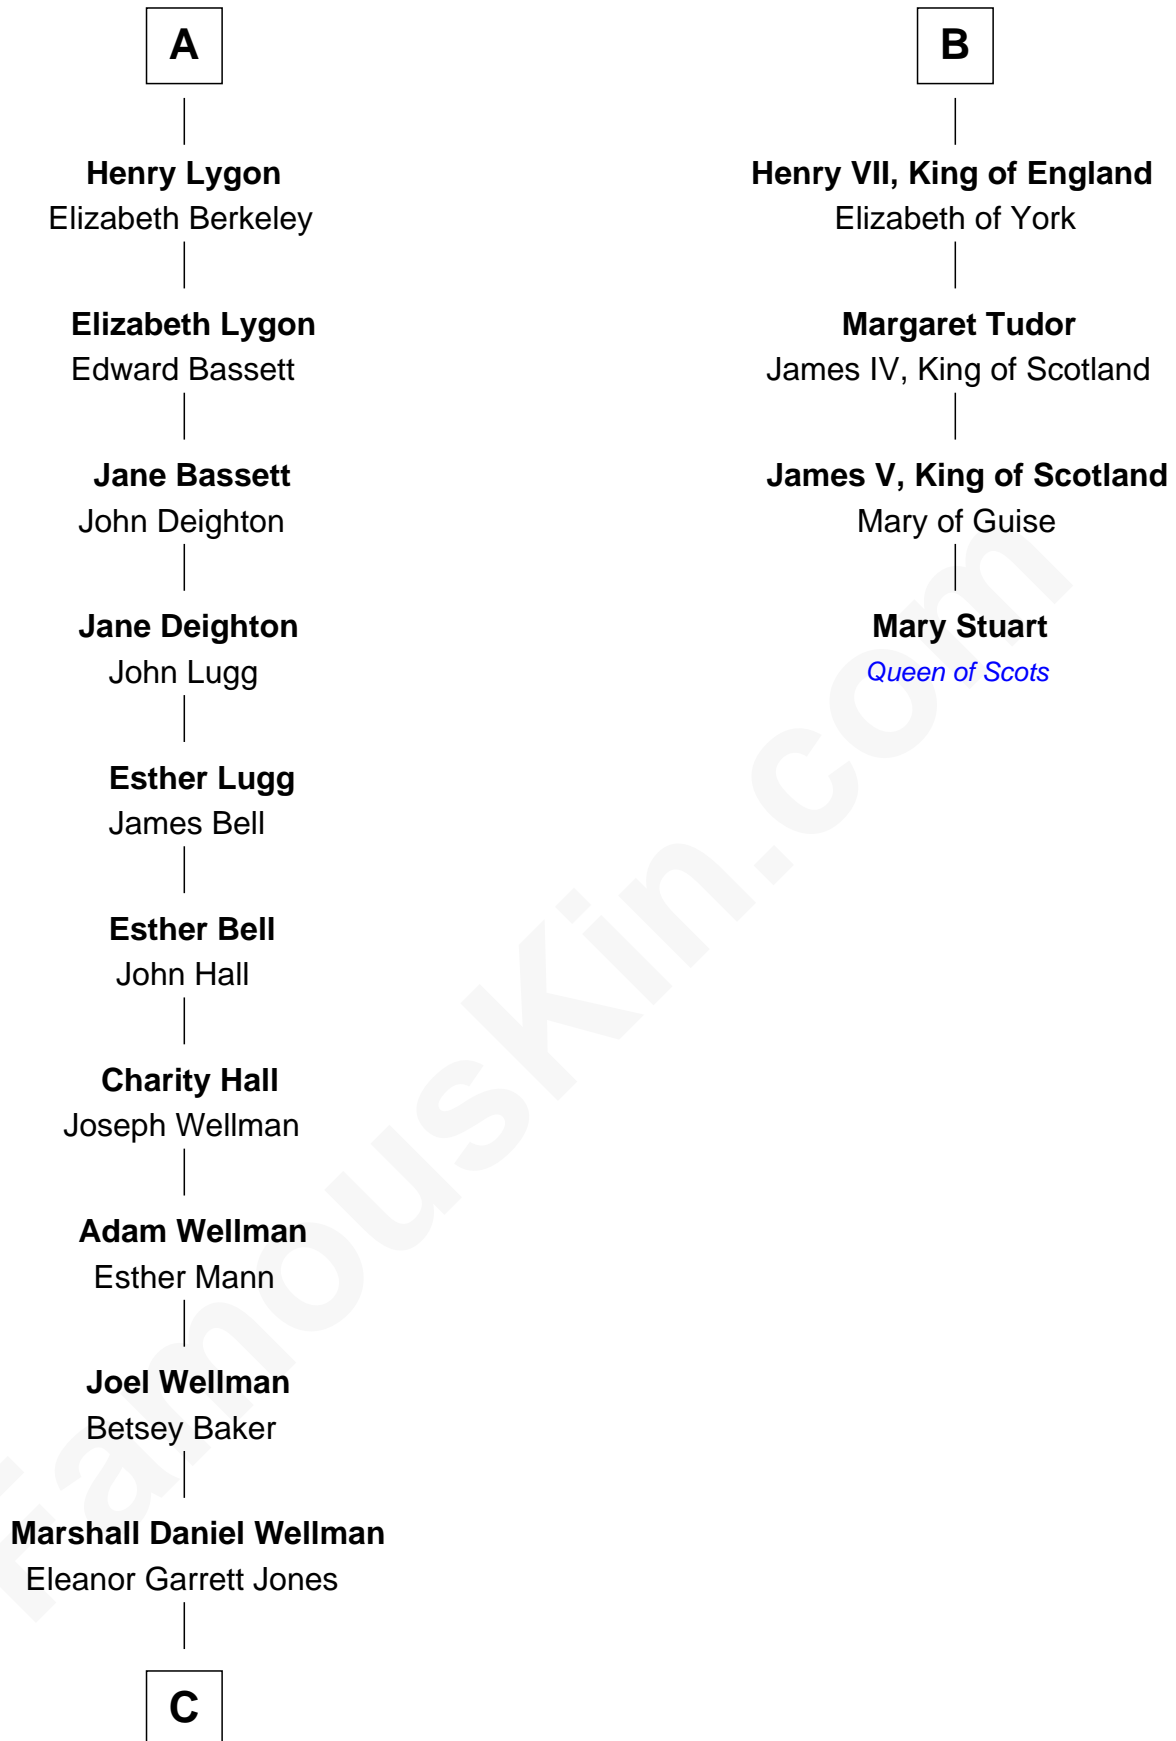 A
Henry Lygon
Elizabeth Berkeley
Elizabeth Lygon
Edward Bassett
Jane Bassett
John Deighton
Jane Deighton
John Lugg
Esther Lugg
James Bell
Esther Bell
John Hall
Charity Hall
Joseph Wellman
Adam Wellman
Esther Mann
Joel Wellman
Betsey Baker
Marshall Daniel Wellman
Eleanor Garrett Jones
C
B
Henry VII, King of England
Elizabeth of York
Margaret Tudor
James IV, King of Scotland
James V, King of Scotland
Mary of Guise
Mary Stuart
Queen of Scots
FamousKin.com